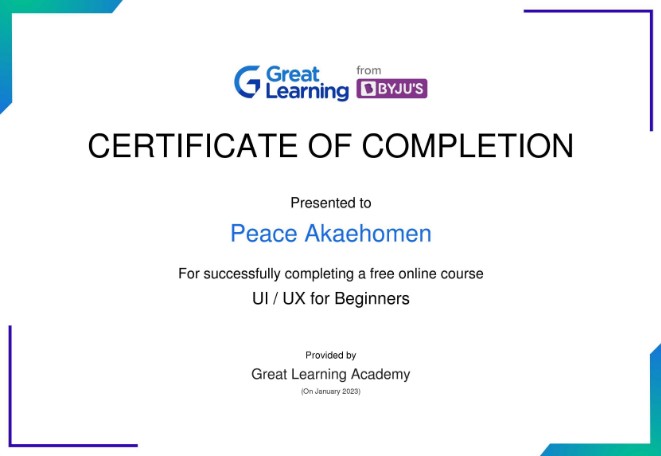 Great
Learning
from
BYJU'S
CERTIFICATE OF COMPLETION
Presented to
Peace Akaehomen
For successfully completing a free online course
UI / UX for Beginners
Provided by
Great Learning Academy
(On January 2023)